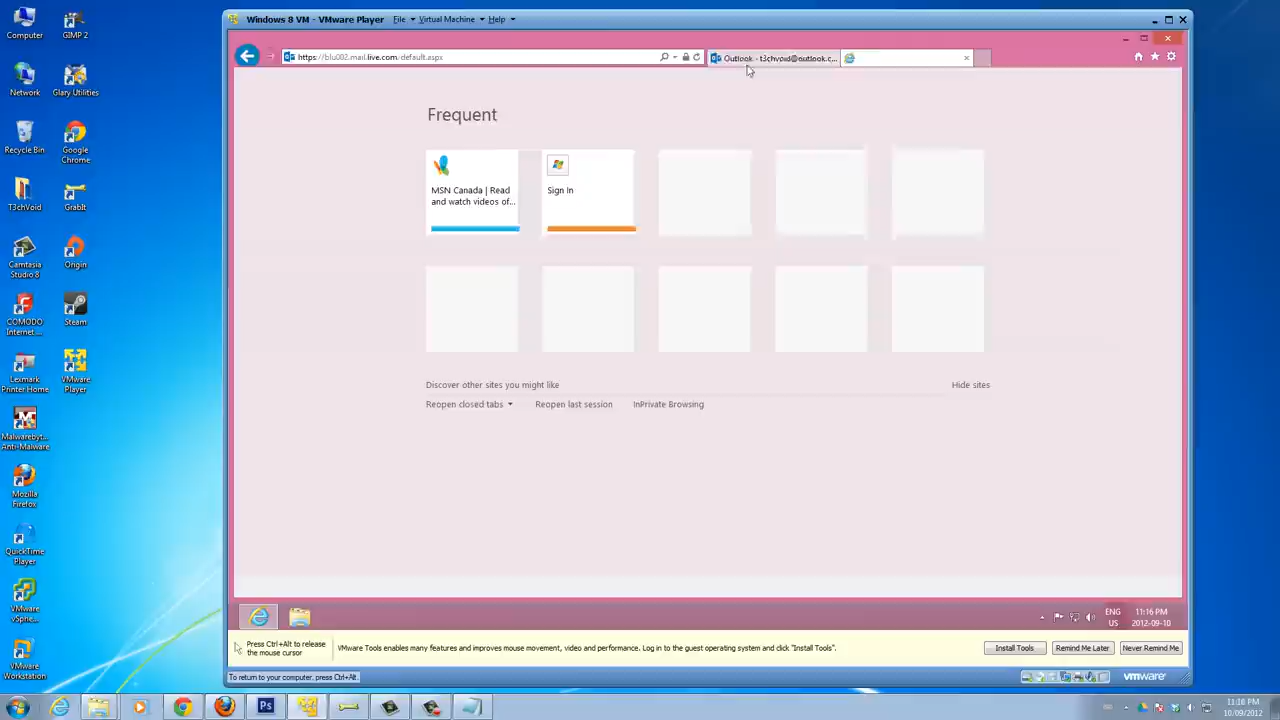 Windows 8 VM - VMware Player File Virtual Machine Help
https://blu002.mail.live.com/default.aspx
Outlook - t3chvoid@outlook.c...
Frequent
MSN Canada | Read
and watch videos of...
Sign In
Discover other sites you might like
Hide sites
Reopen closed tabs
Reopen last session
InPrivate Browsing
ENG
US
11:16 PM
2012-09-10
Press Ctrl+Alt to release
the mouse cursor
VMware Tools enables many features and improves mouse movement, video and performance. Log in to the guest operating system and click "Install Tools".
Install Tools
Remind Me Later
Never Remind Me
To return to your computer, press Ctrl+Alt.
vmware
Computer
GIMP 2
Network
Glary Utilities
Recycle Bin
Google
Chrome
T3chVoid
GrabIt
Camtasia
Studio 8
Origin
COMODO
Internet ...
Steam
Lexmark
Printer Home
VMware
Player
Malwareby...
Anti-Malware
Mozilla
Firefox
QuickTime
Player
VMware
vSphe...
VMware
Workstation
Ps
11:16 PM
10/09/2012